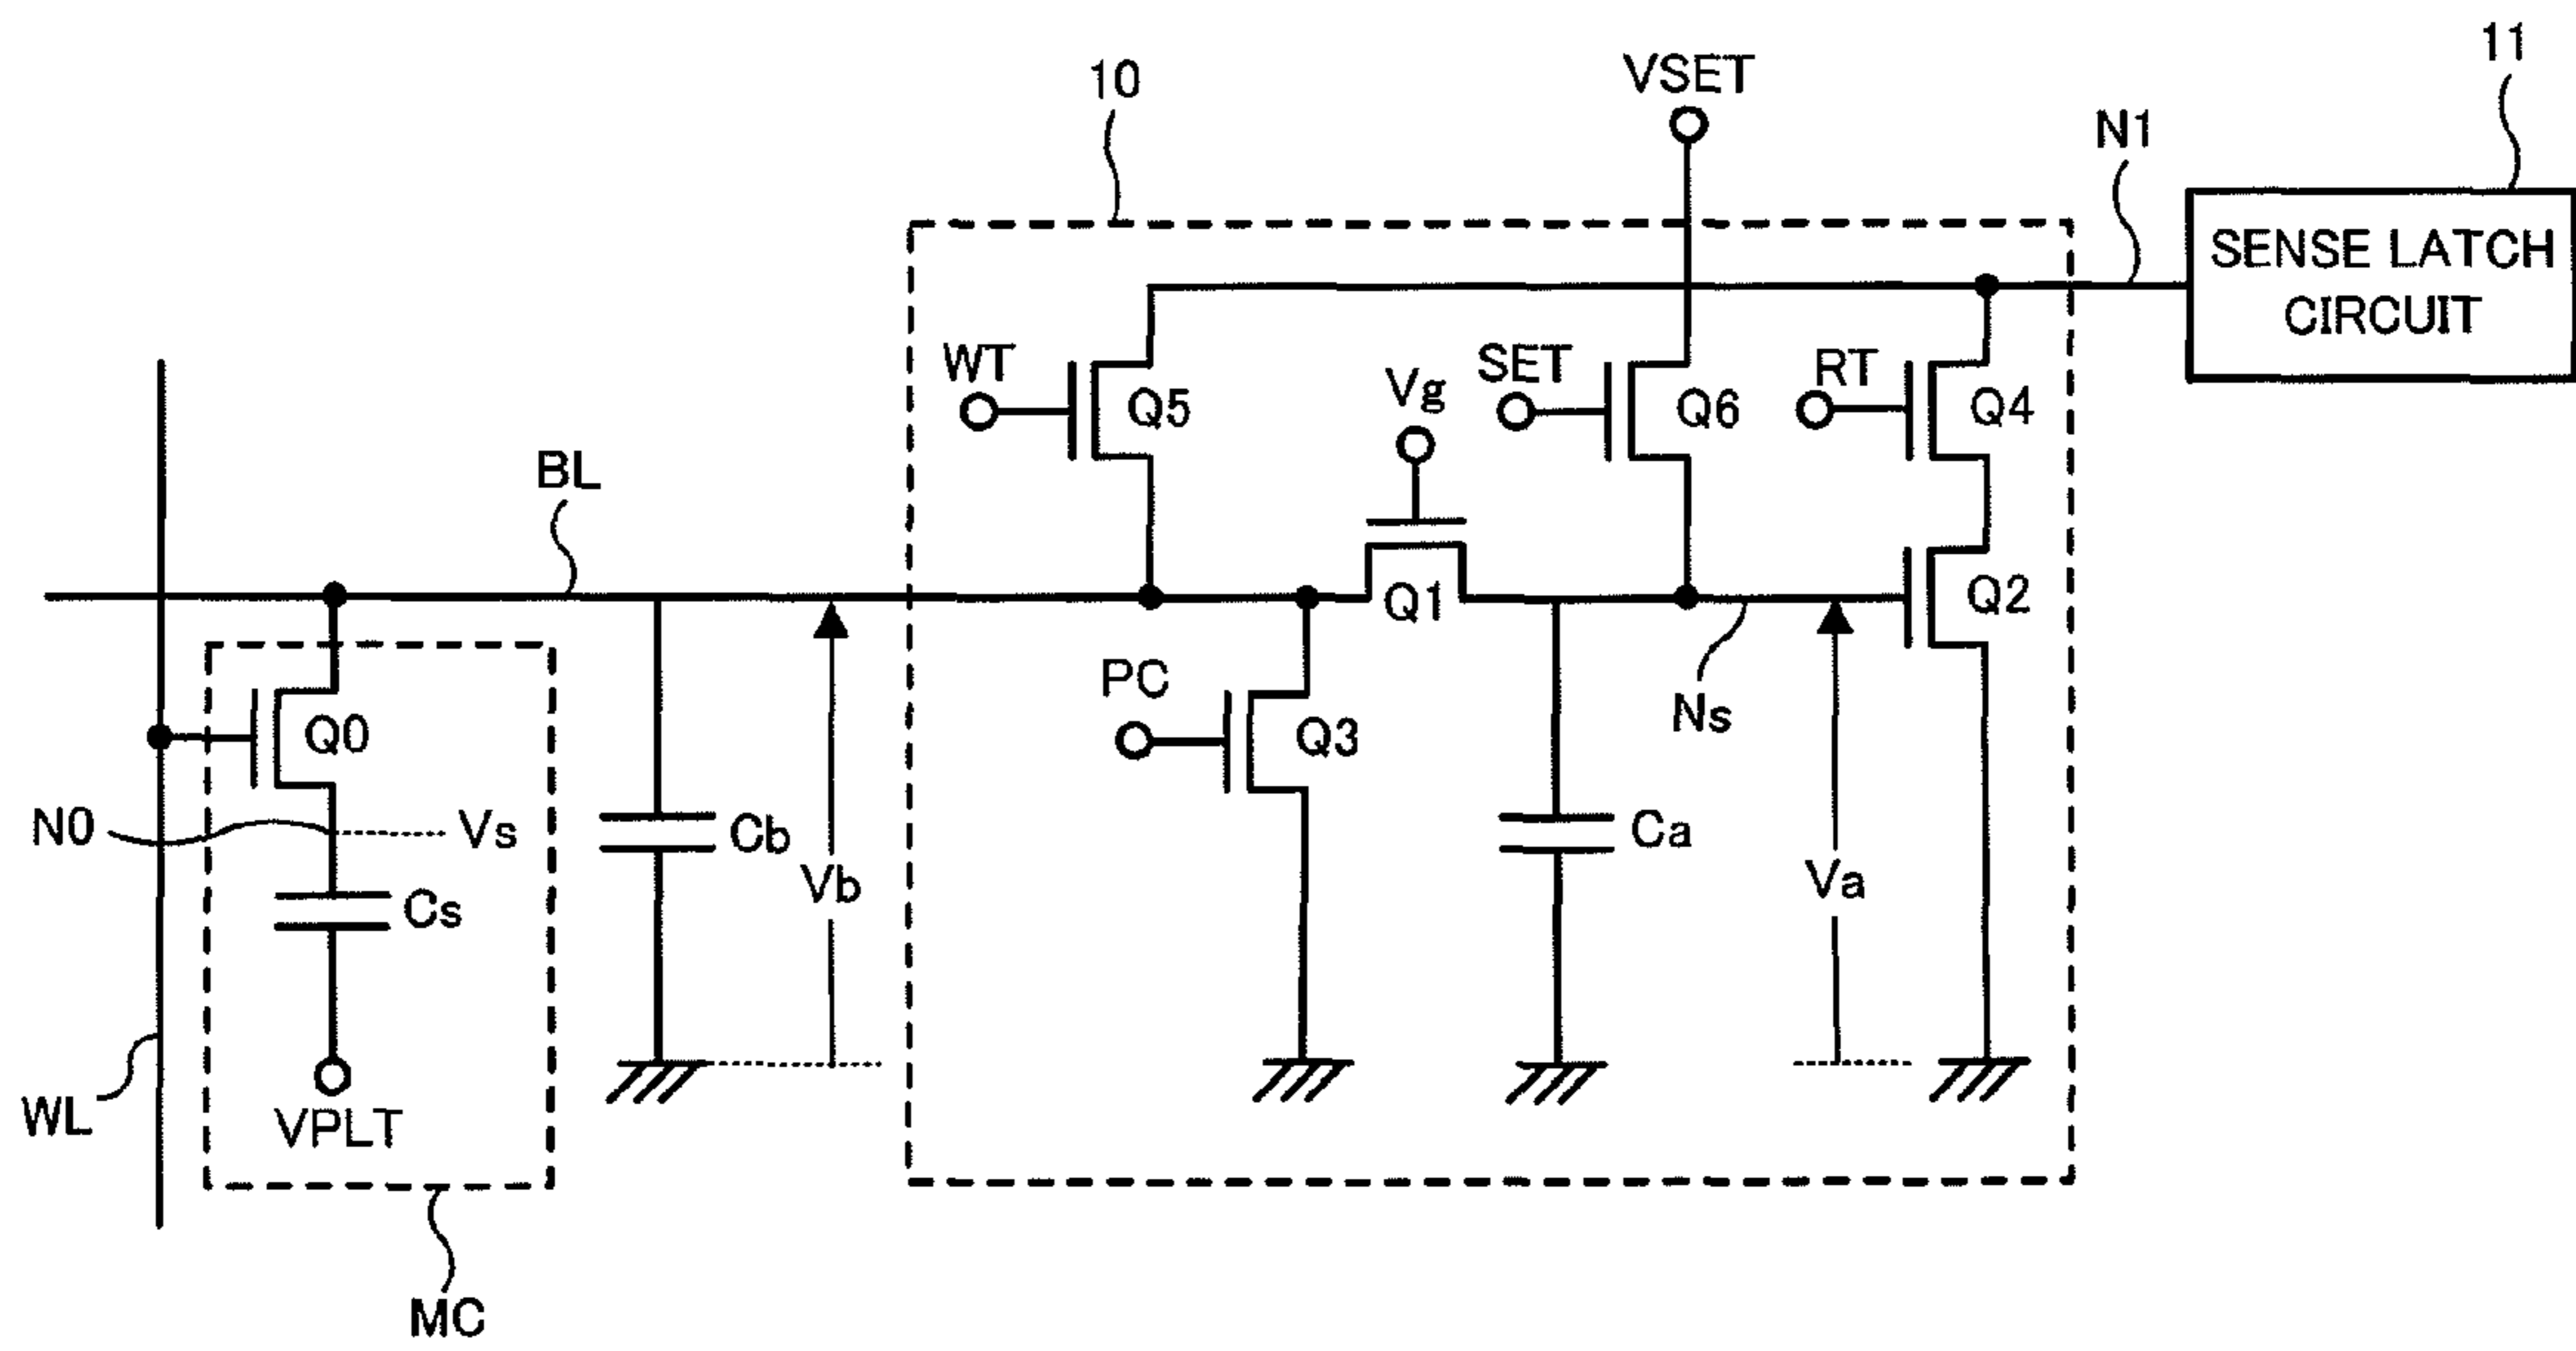 11
10
VSET
N1
SENSE LATCH
CIRCUIT
WT
Q5
Vg
SET
Q6
RT
Q4
BL
Q1
Q2
PC
Q3
Ns
Q0
N0
Vs
Cb
Vb
Ca
Va
Cs
WL
VPLT
MC